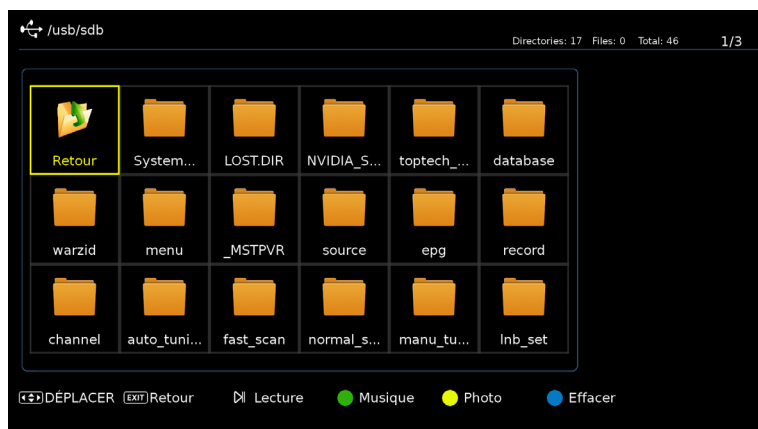 /usb/sdb
Directories: 17 Files: 0 Total: 46 1/3
Retour System... LOST.DIR NVIDIA_S... toptech_... database
warzid menu _MSTPVR source epg record
channel auto_tuni... fast_scan normal_s... manu_tu... lnb_set
DÉPLACER EXIT Retour Lecture Musique Photo Effacer